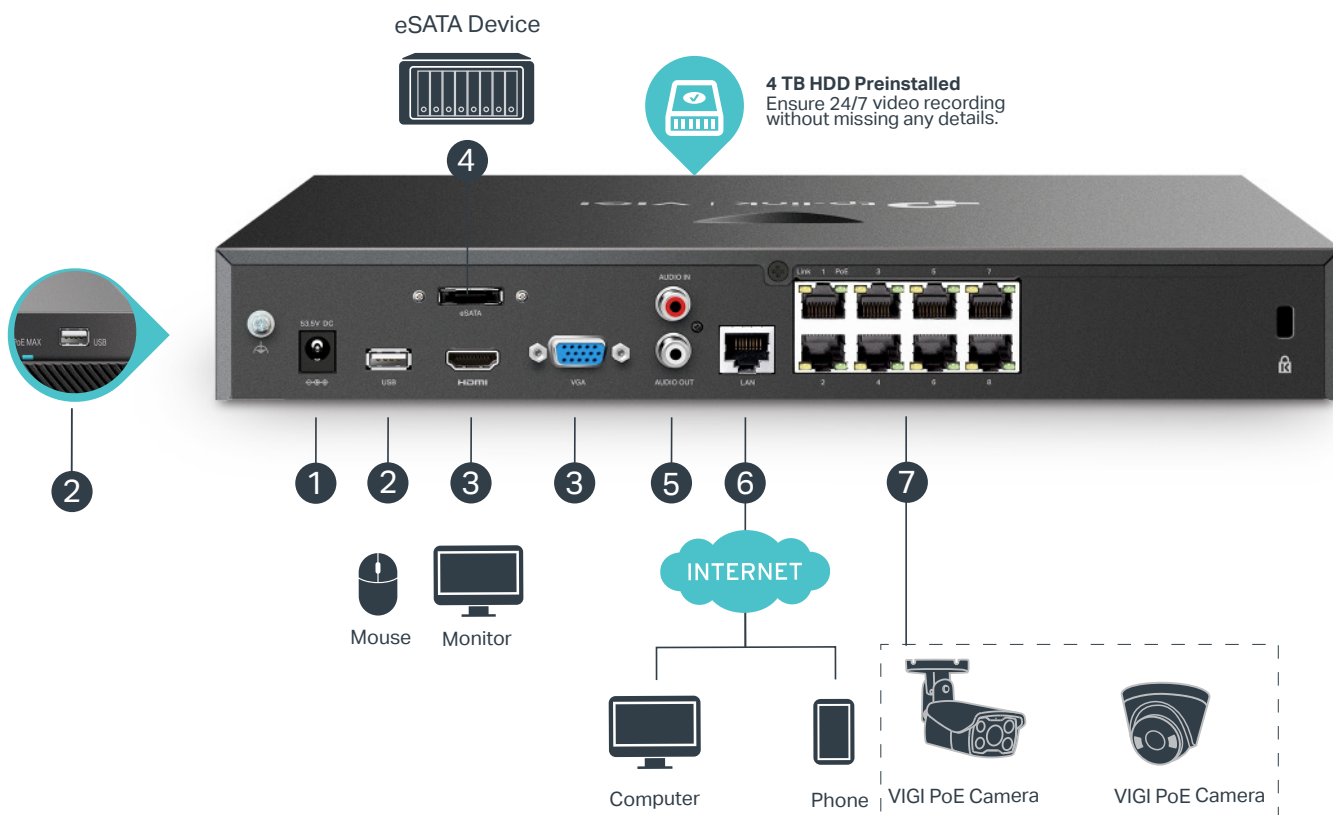 eSATA Device
4 TB HDD Preinstalled
Ensure 24/7 video recording
without missing any details.
4
tp-link | VIGI
AUDIO IN
Link 1 PoE 3 5 7
eSATA
53.5V DC
PoE MAX USB
USB
HDMI
VGA
AUDIO OUT
LAN
2 4 6 8
K
2
1
2
3
3
5
6
7
INTERNET
Mouse
Monitor
Computer
Phone
VIGI PoE Camera
VIGI PoE Camera